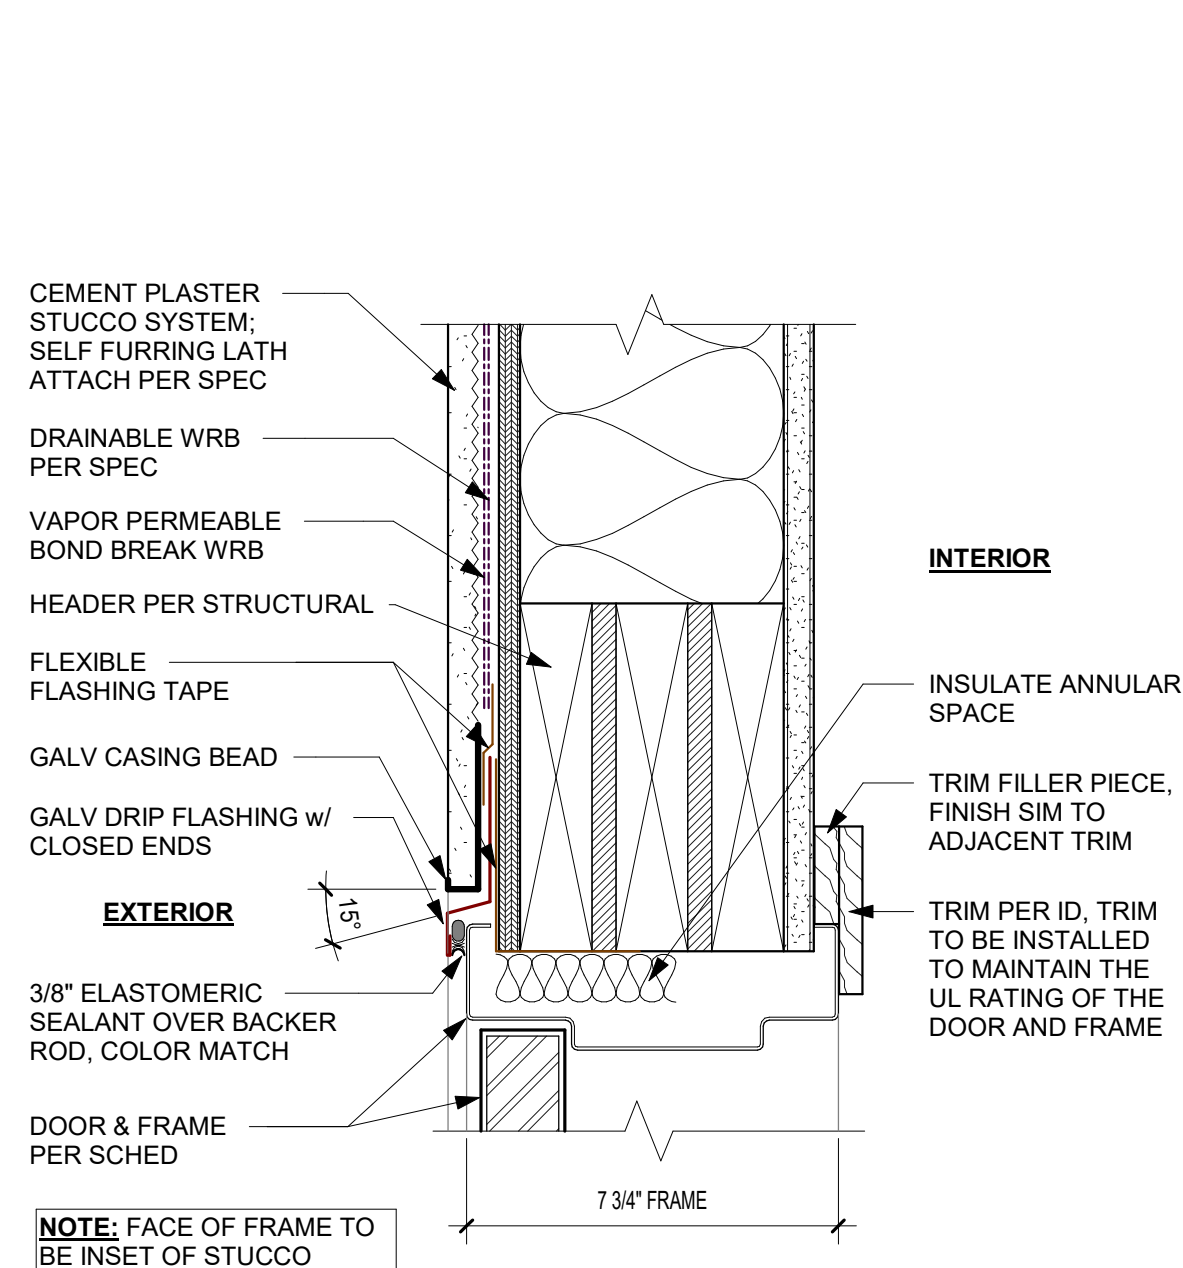 CEMENT PLASTER
STUCCO SYSTEM;
SELF FURRING LATH
ATTACH PER SPEC
DRAINABLE WRB
PER SPEC
VAPOR PERMEABLE
BOND BREAK WRB
HEADER PER STRUCTURAL
FLEXIBLE
FLASHING TAPE
GALV CASING BEAD
GALV DRIP FLASHING w/
CLOSED ENDS
EXTERIOR
15°
3/8" ELASTOMERIC
SEALANT OVER BACKER
ROD, COLOR MATCH
DOOR & FRAME
PER SCHED
NOTE: FACE OF FRAME TO
BE INSET OF STUCCO
7 3/4" FRAME
INTERIOR
INSULATE ANNULAR
SPACE
TRIM FILLER PIECE,
FINISH SIM TO
ADJACENT TRIM
TRIM PER ID, TRIM
TO BE INSTALLED
TO MAINTAIN THE
UL RATING OF THE
DOOR AND FRAME